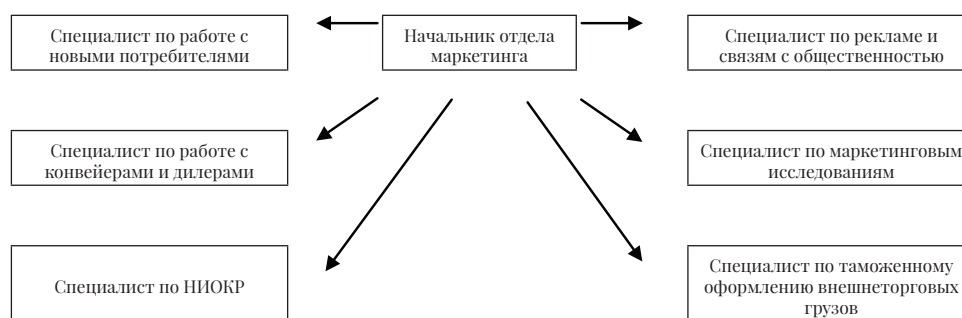 Специалист по работе с
новыми потребителями
Начальник отдела
маркетинга
Специалист по рекламе и
связям с общественностью
Специалист по работе с
конвейерами и дилерами
Специалист по маркетинговым
исследованиям
Специалист по НИОКР
Специалист по таможенному
оформлению внешнеторговых
грузов